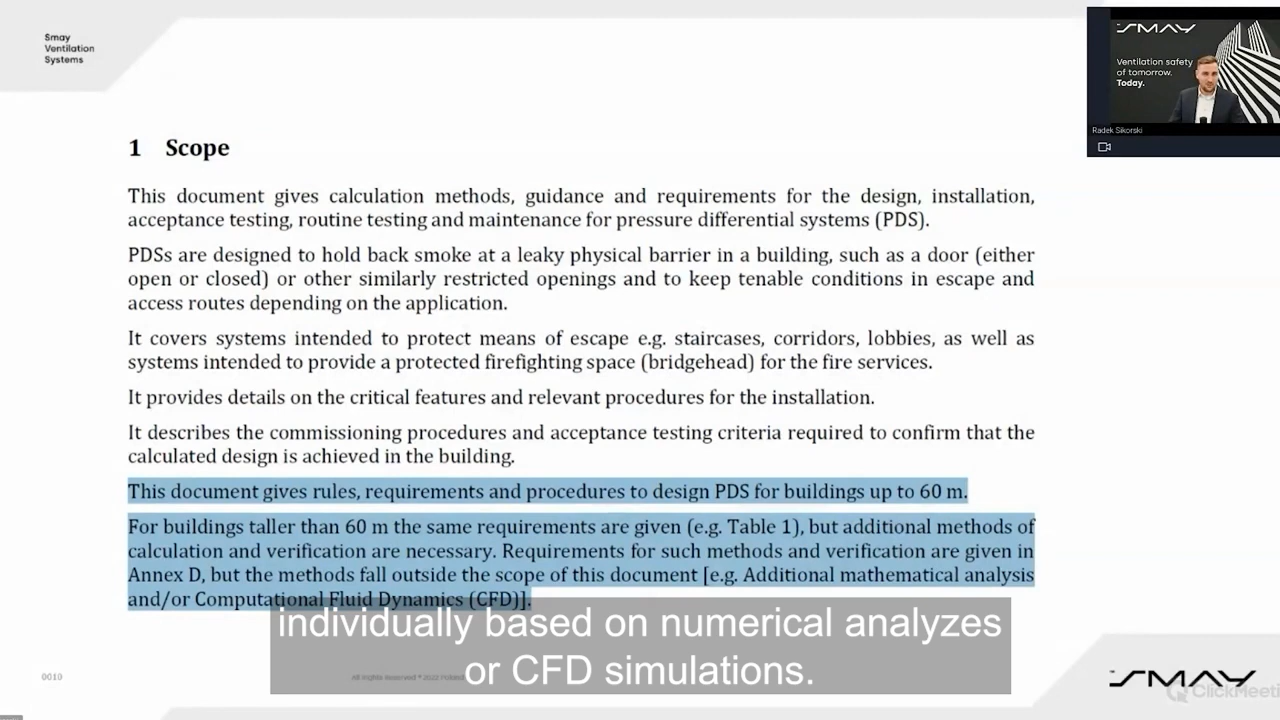 Smay
Ventilation
Systems
SMAY
Ventilation safety
of tomorrow.
Today.
Radek Sikorski
1 Scope
This document gives calculation methods, guidance and requirements for the design, installation,
acceptance testing, routine testing and maintenance for pressure differential systems (PDS).
PDSs are designed to hold back smoke at a leaky physical barrier in a building, such as a door (either
open or closed) or other similarly restricted openings and to keep tenable conditions in escape and
access routes depending on the application.
It covers systems intended to protect means of escape e.g. staircases, corridors, lobbies, as well as
systems intended to provide a protected firefighting space (bridgehead) for the fire services.
It provides details on the critical features and relevant procedures for the installation.
It describes the commissioning procedures and acceptance testing criteria required to confirm that the
calculated design is achieved in the building.
This document gives rules, requirements and procedures to design PDS for buildings up to 60 m.
For buildings taller than 60 m the same requirements are given (e.g. Table 1), but additional methods of
calculation and verification are necessary. Requirements for such methods and verification are given in
Annex D, but the methods fall outside the scope of this document [e.g. Additional mathematical analysis
and/or Computational Fluid Dynamics (CFD)].
individually based on numerical analyzes
or CFD simulations.
0010
All Rights Reserved © 2022 Poland
SMAY
ClickMeeti